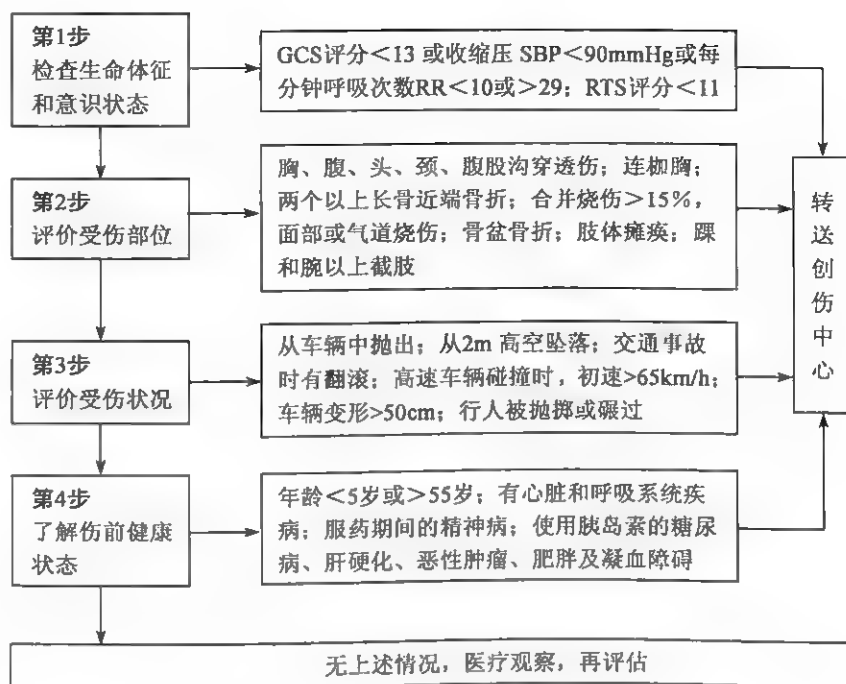 第1步
检查生命体征
和意识状态
GCS评分<13 或收缩压 SBP<90mmHg或每
分钟呼吸次数RR<10或>29；RTS评分<11
第2步
评价受伤部位
胸、腹、头、颈、腹股沟穿透伤；连枷胸；
两个以上长骨近端骨折；合并烧伤>15%，
面部或气道烧伤；骨盆骨折；肢体瘫痪；踝
和腕以上截肢
第3步
评价受伤状况
从车辆中抛出；从2m 高空坠落；交通事故
时有翻滚；高速车辆碰撞时，初速>65km/h；
车辆变形>50cm；行人被抛掷或碾过
第4步
了解伤前健康
状态
年龄<5岁或>55岁；有心脏和呼吸系统疾
病；服药期间的精神病；使用胰岛素的糖尿
病、肝硬化、恶性肿瘤、肥胖及凝血障碍
转
送
创
伤
中
心
无上述情况，医疗观察，再评估